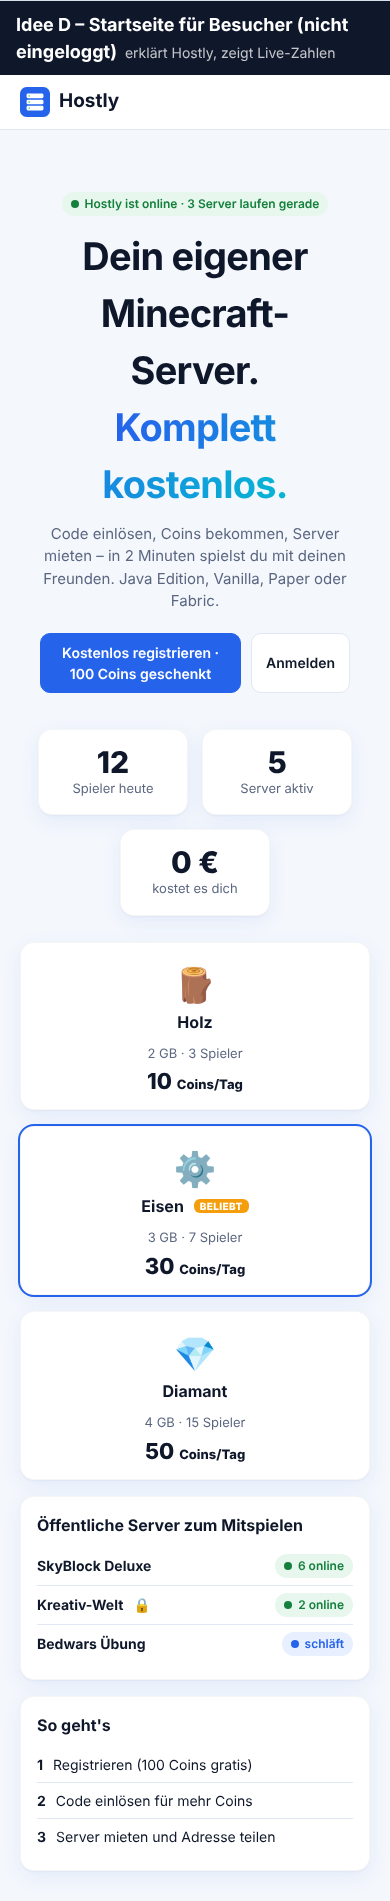 Idee D – Startseite für Besucher (nicht
eingeloggt) erklärt Hostly, zeigt Live-Zahlen
Hostly
Hostly ist online · 3 Server laufen gerade
Dein eigener
Minecraft-
Server.
Komplett
kostenlos.
Code einlösen, Coins bekommen, Server
mieten – in 2 Minuten spielst du mit deinen
Freunden. Java Edition, Vanilla, Paper oder
Fabric.
Kostenlos registrieren ·
100 Coins geschenkt
Anmelden
12
Spieler heute
5
Server aktiv
0 €
kostet es dich
Holz
2 GB · 3 Spieler
10 Coins/Tag
Eisen BELIEBT
3 GB · 7 Spieler
30 Coins/Tag
Diamant
4 GB · 15 Spieler
50 Coins/Tag
Öffentliche Server zum Mitspielen
SkyBlock Deluxe 6 online
Kreativ-Welt 2 online
Bedwars Übung schläft
So geht's
1 Registrieren (100 Coins gratis)
2 Code einlösen für mehr Coins
3 Server mieten und Adresse teilen